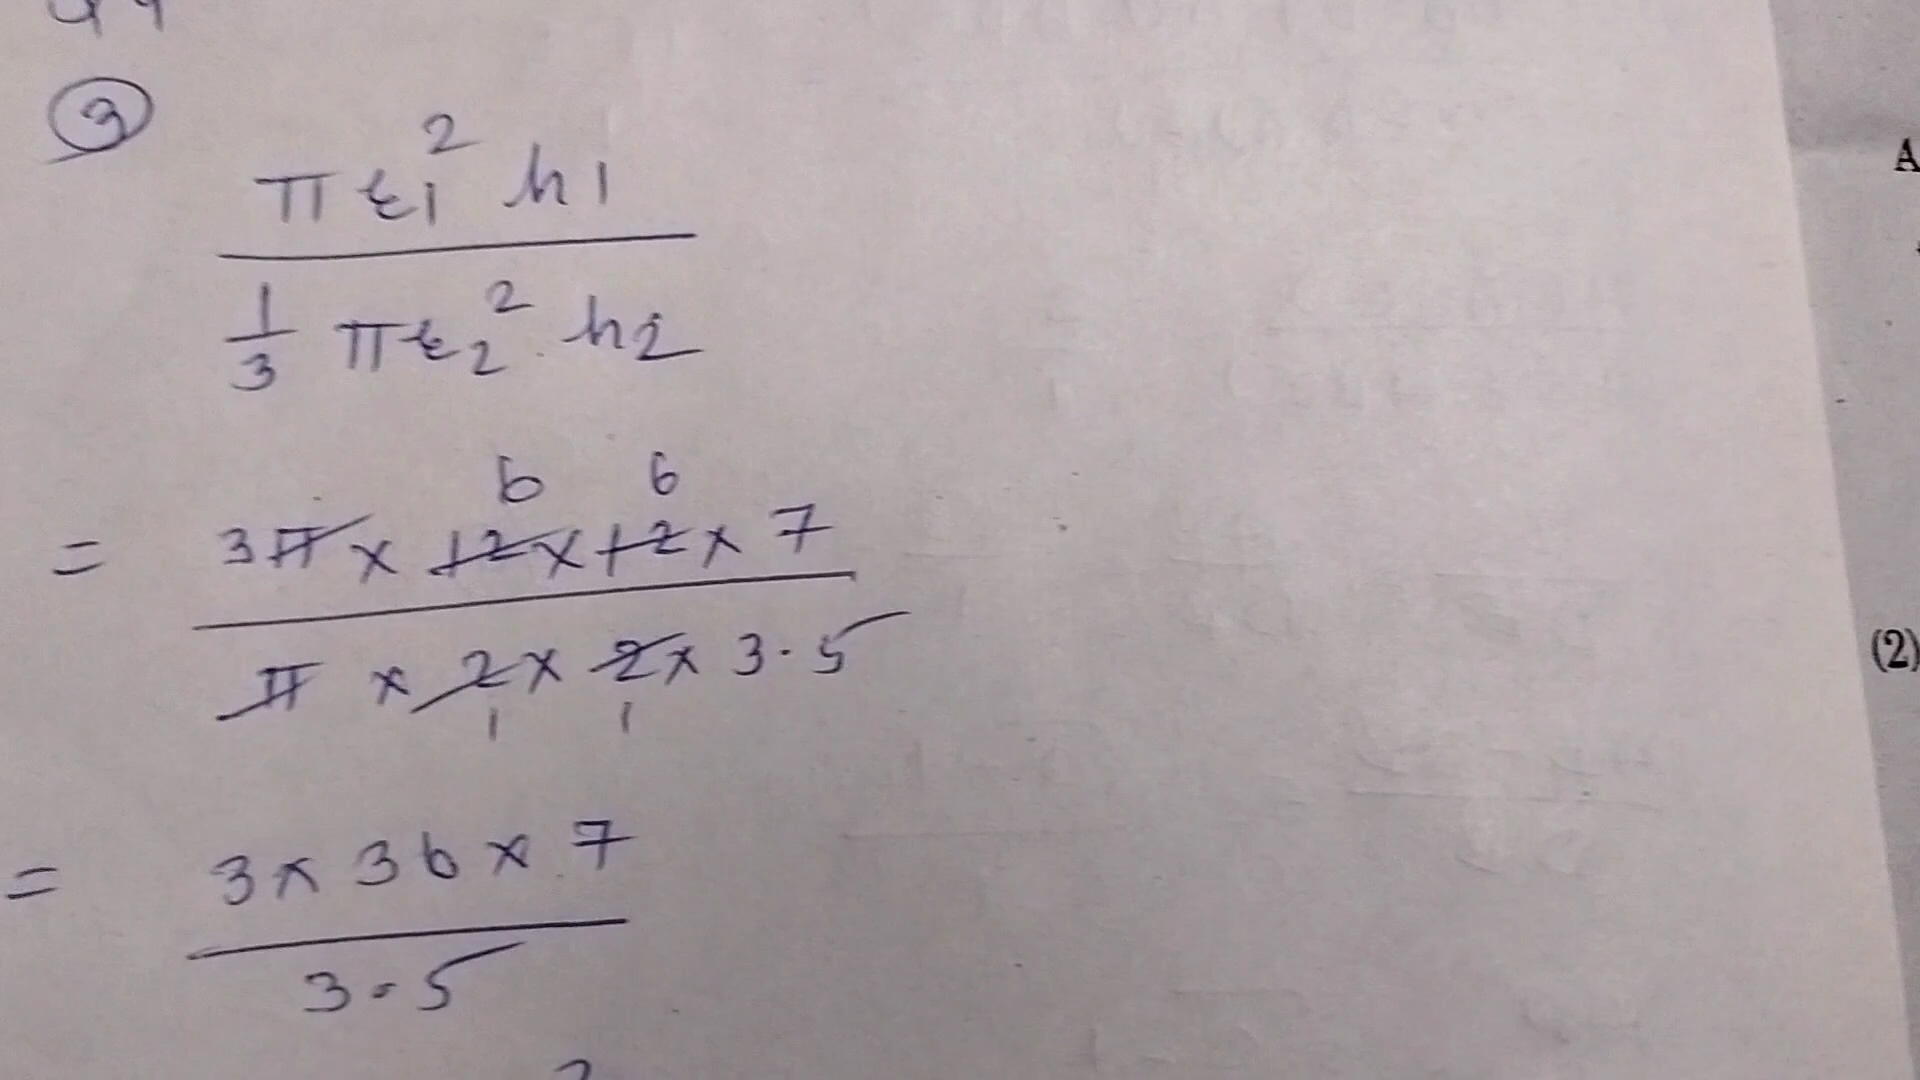 3
π r₁² h1
1/3 π r₂² h2
b 6
= 3π x 12 x 12 x 7
π x 2 x 2 x 3.5
1 1
= 3 x 36 x 7
3.5
A
(2)